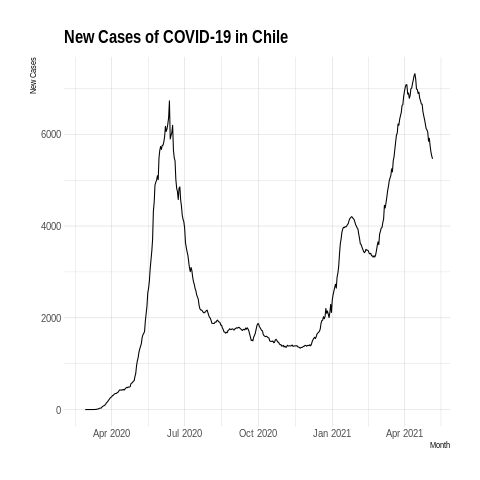 New Cases of COVID-19 in Chile
New Cases
6000
4000
2000
0
Apr 2020 Jul 2020 Oct 2020 Jan 2021 Apr 2021
Month